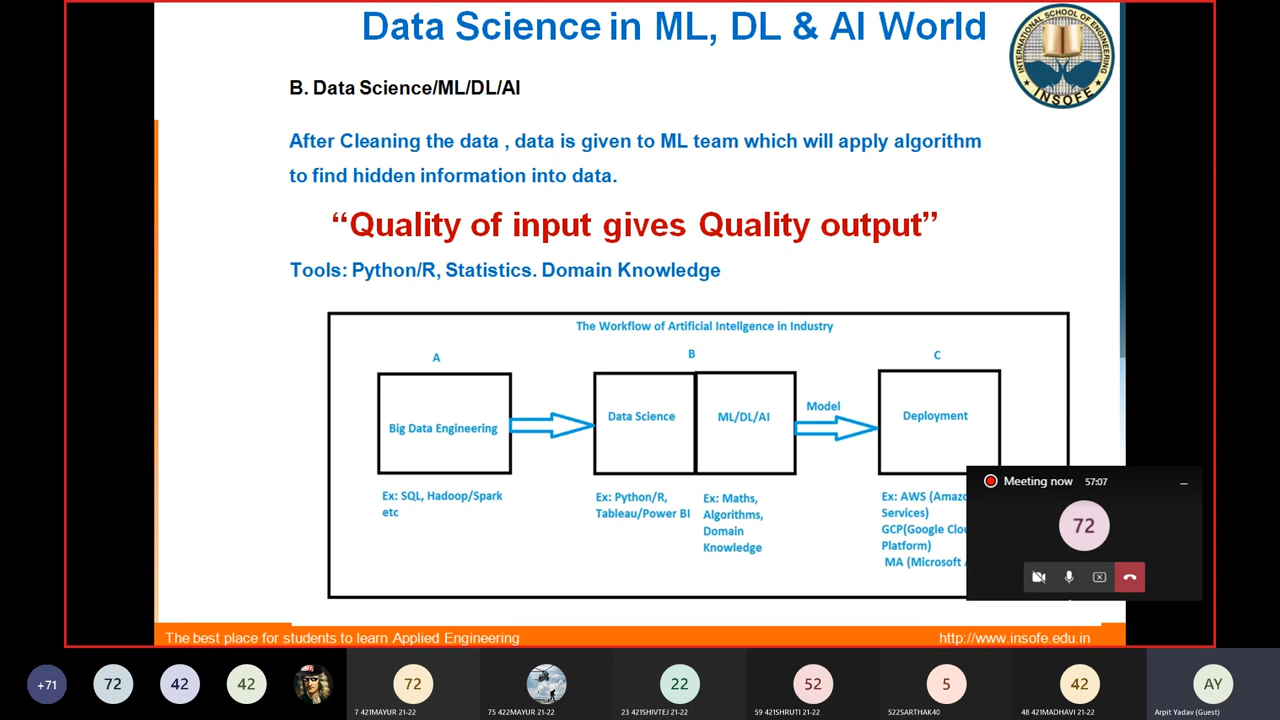 Data Science in ML, DL & AI World
INTERNATIONAL SCHOOL OF ENGINEERING
INSOFE
B. Data Science/ML/DL/AI
After Cleaning the data , data is given to ML team which will apply algorithm
to find hidden information into data.
“Quality of input gives Quality output”
Tools: Python/R, Statistics. Domain Knowledge
The Workflow of Artificial Intellgence in Industry
A
B
C
Big Data Engineering
Data Science
ML/DL/AI
Model
Deployment
Ex: SQL, Hadoop/Spark
etc
Ex: Python/R,
Tableau/Power BI
Ex: Maths,
Algorithms,
Domain
Knowledge
Ex: AWS (Amazo
Services)
GCP(Google Clou
Platform)
MA (Microsoft
Meeting now 57:07
72
The best place for students to learn Applied Engineering
http://www.insofe.edu.in
+71
72
42
42
72
22
52
5
42
AY
7 421MAYUR 21-22
75 422MAYUR 21-22
23 421SHIVTEJ 21-22
59 421SHRUTI 21-22
522SARTHAK40
48 421MADHAVI 21-22
Arpit Yadav (Guest)